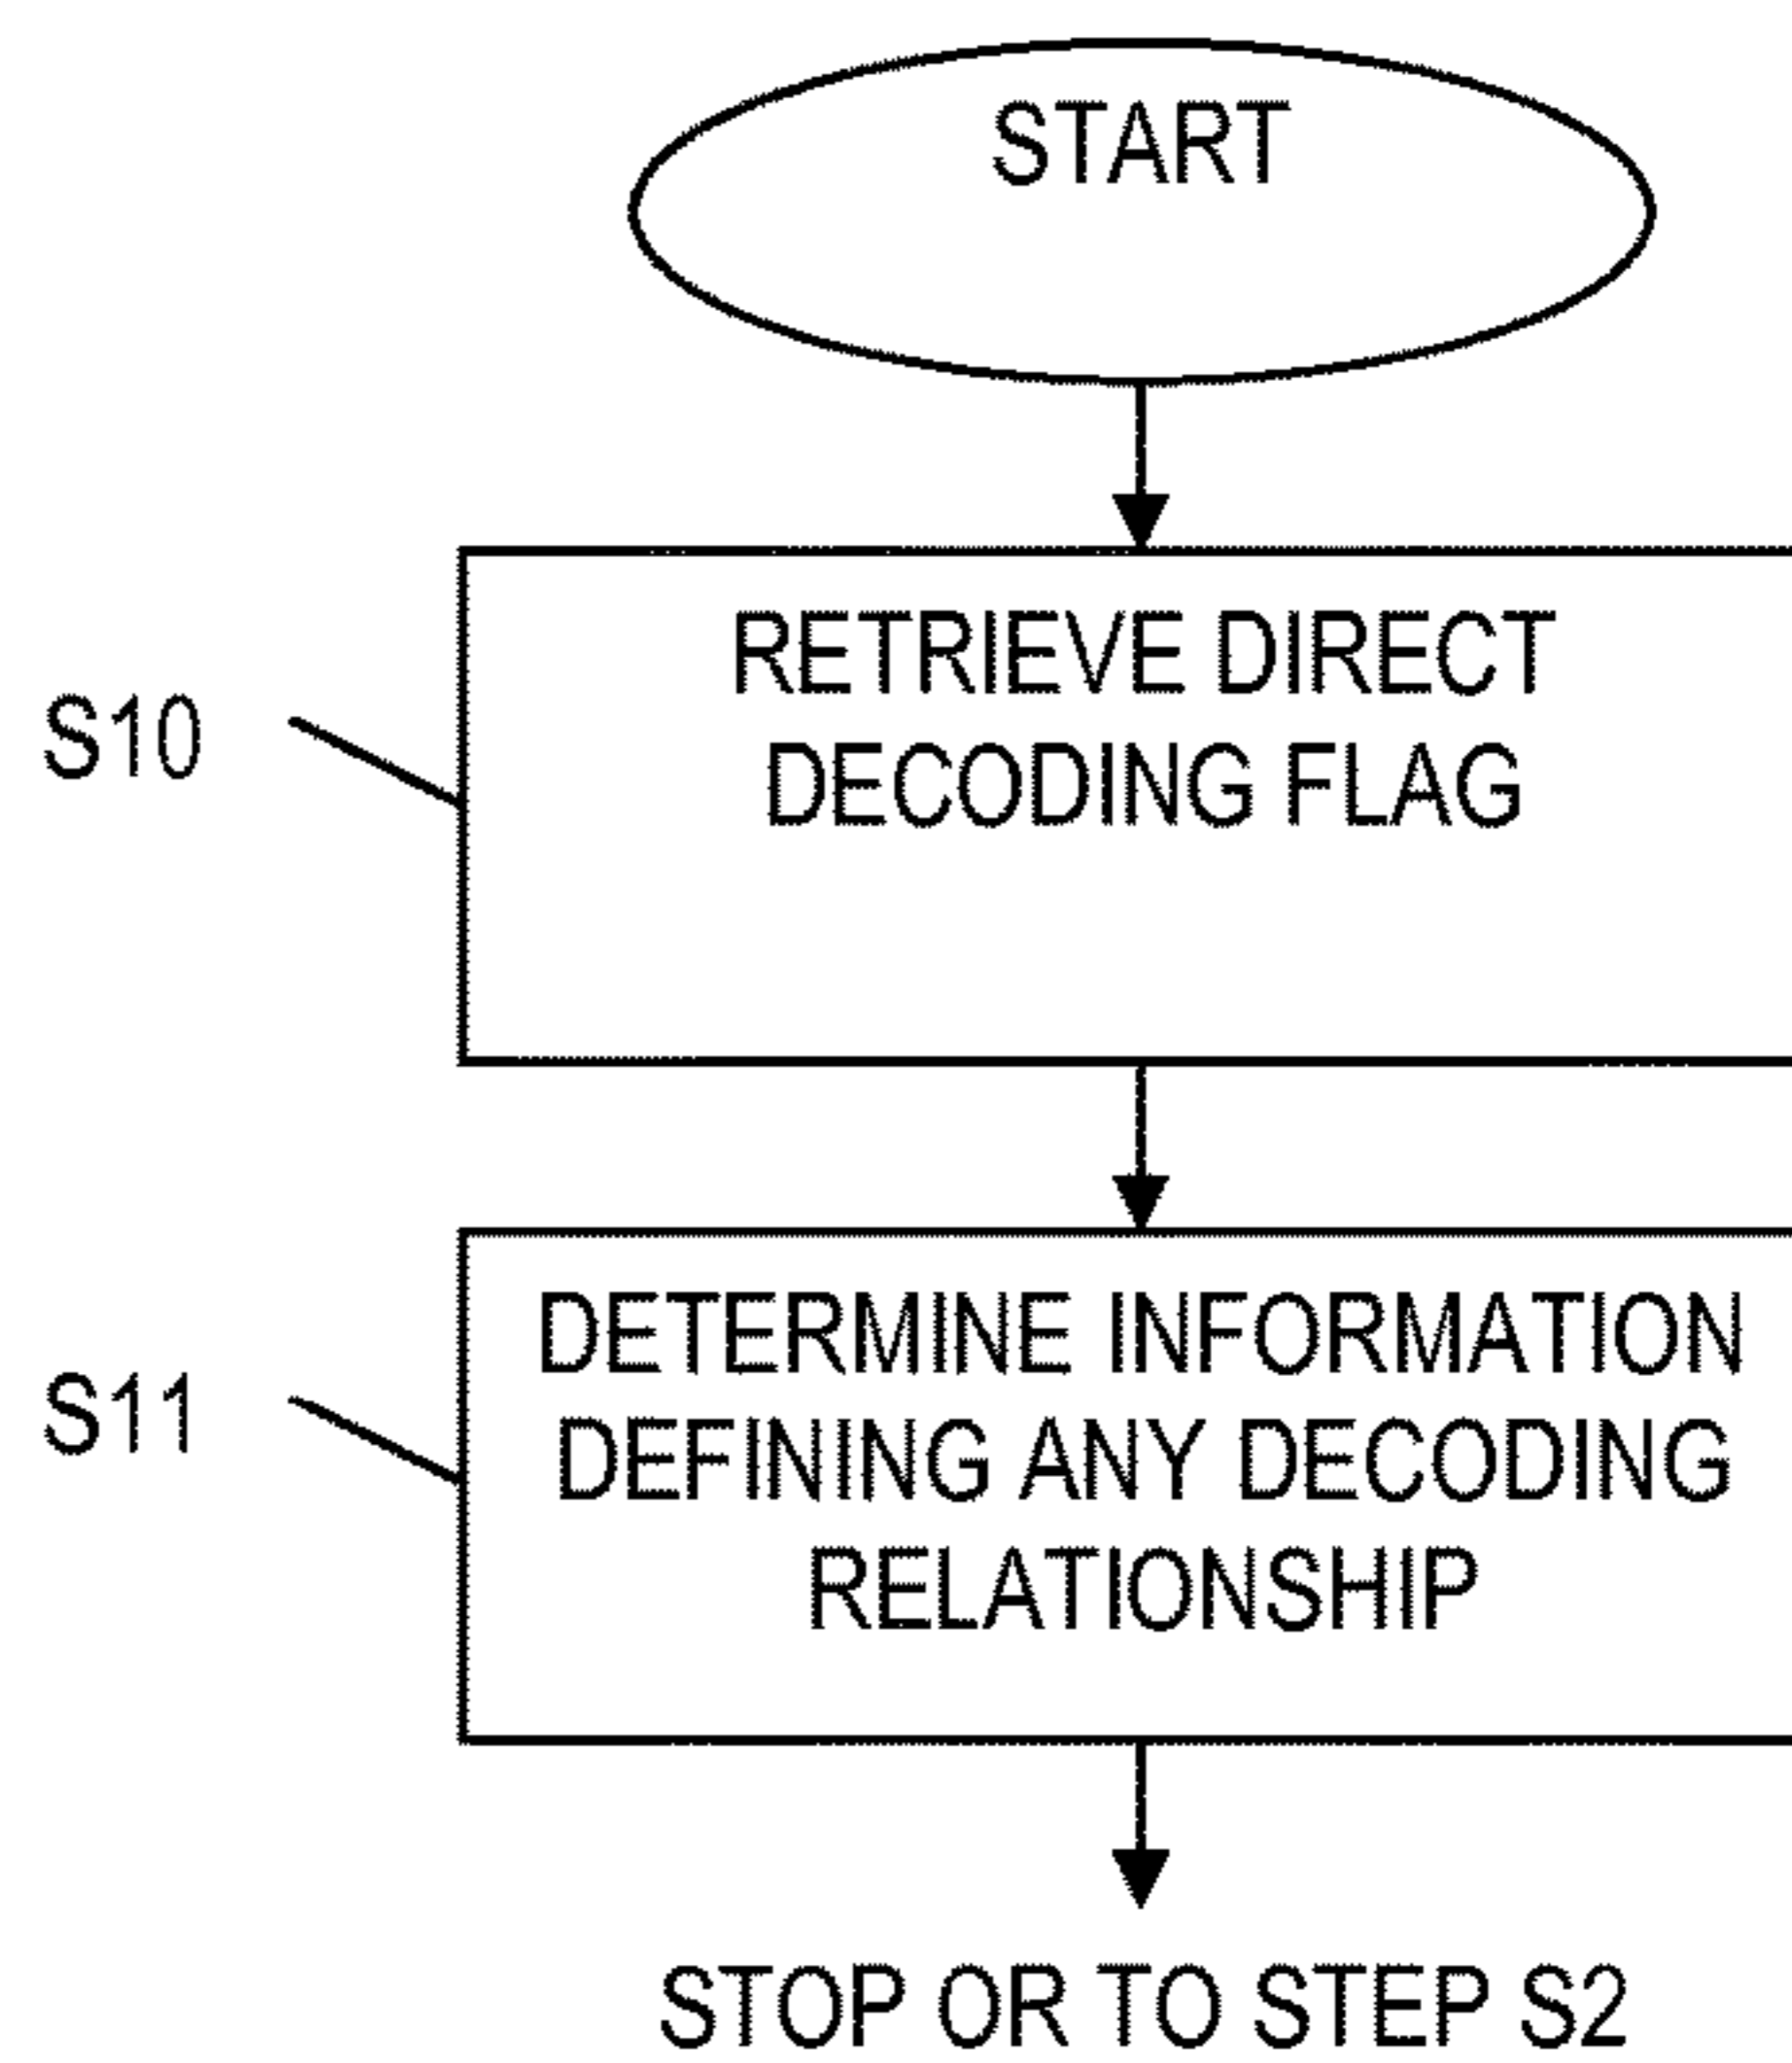 START
RETRIEVE DIRECT
DECODING FLAG
S10
DETERMINE INFORMATION
DEFINING ANY DECODING
RELATIONSHIP
S11
STOP OR TO STEP S2